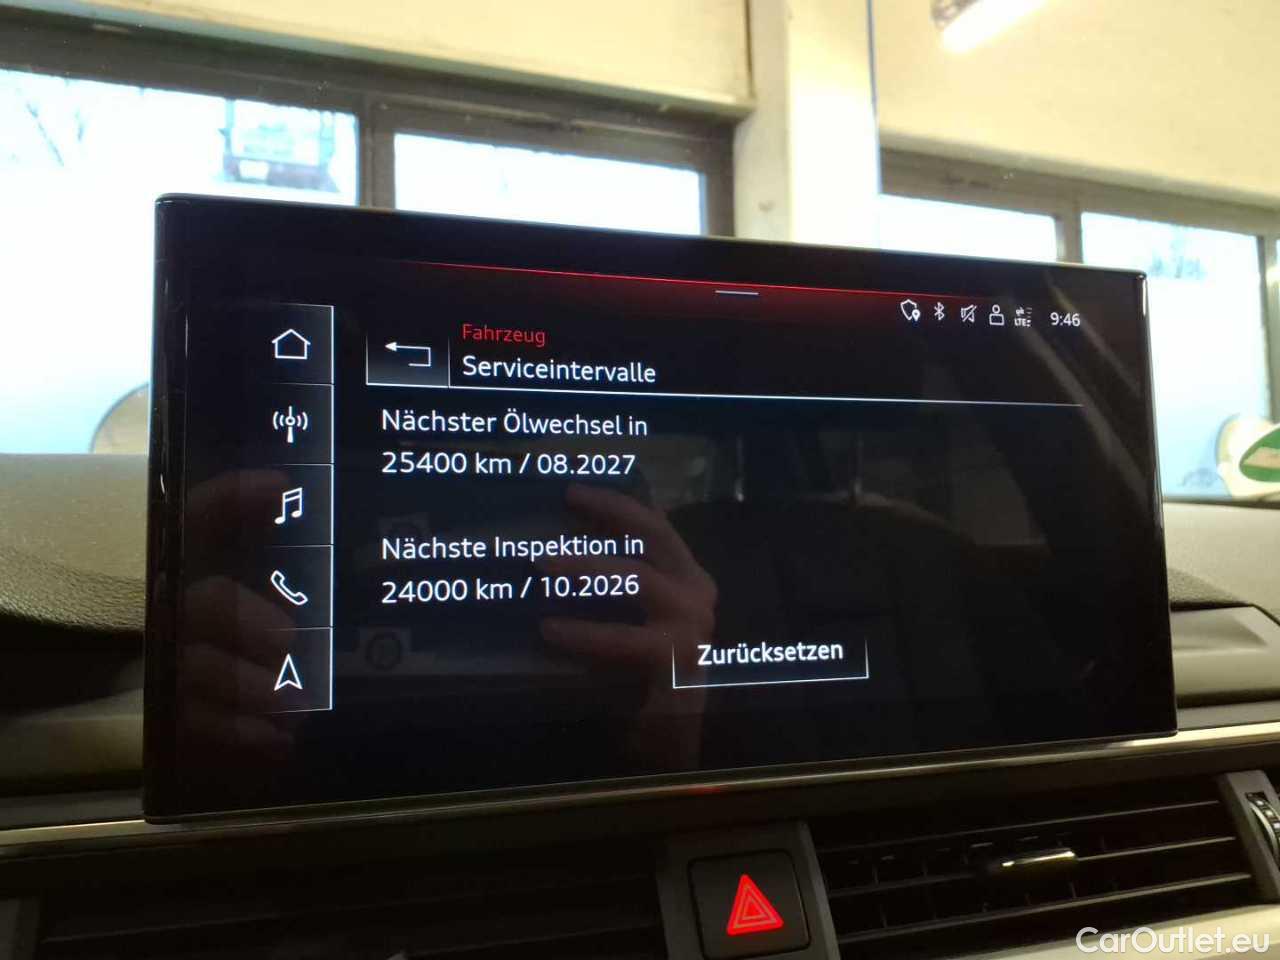 LTE
9:46
Fahrzeug
Serviceintervalle
Nächster Ölwechsel in
25400 km / 08.2027
Nächste Inspektion in
24000 km / 10.2026
Zurücksetzen
CarOutlet.eu